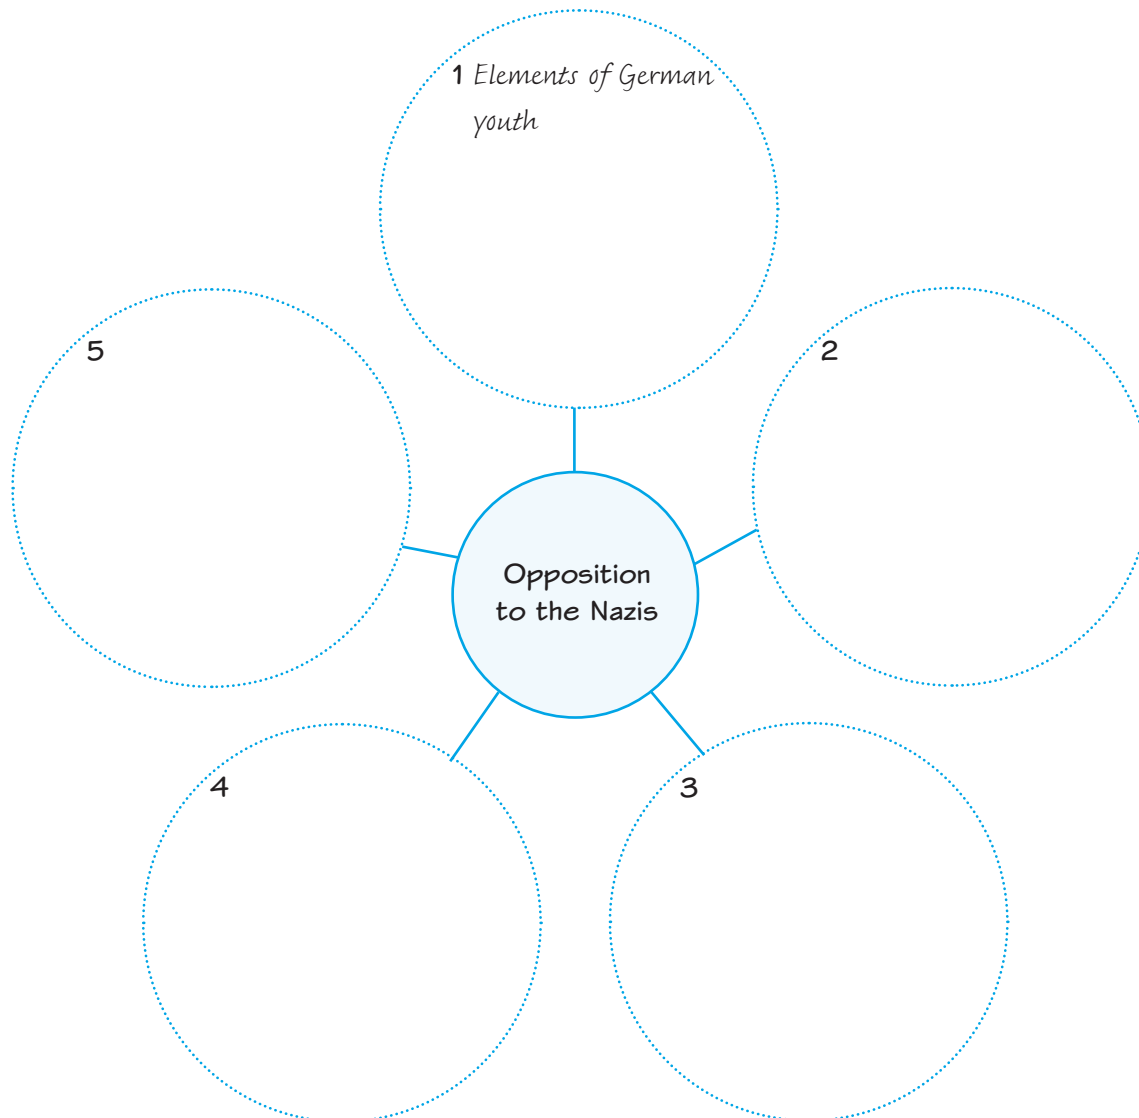 1 Elements of German
youth
5
2
Opposition
to the Nazis
4
3